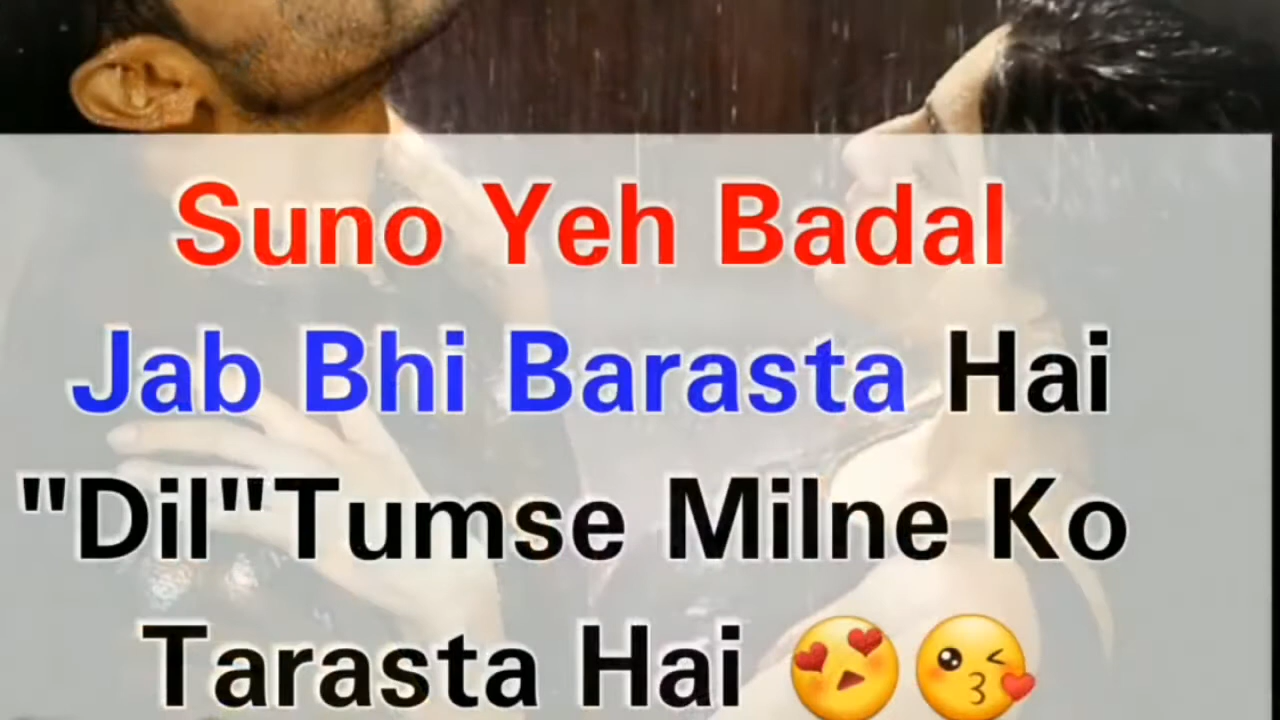 Suno Yeh Badal
Jab Bhi Barasta Hai
"Dil"Tumse Milne Ko
Tarasta Hai 😍😘